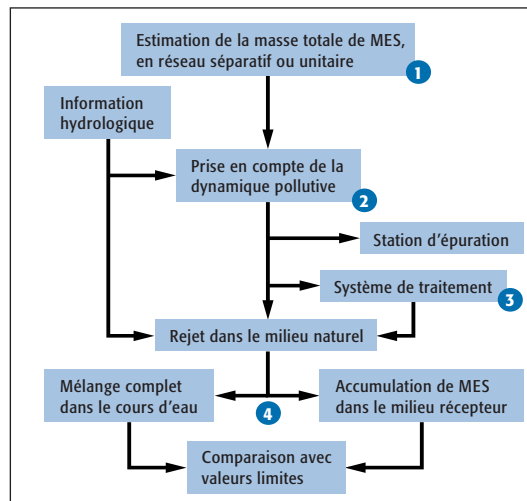 Estimation de la masse totale de MES,
en réseau séparatif ou unitaire
1
Information
hydrologique
Prise en compte de la
dynamique pollutive
2
Station d'épuration
Système de traitement
3
Rejet dans le milieu naturel
Mélange complet
dans le cours d'eau
4
Accumulation de MES
dans le milieu récepteur
Comparaison avec
valeurs limites